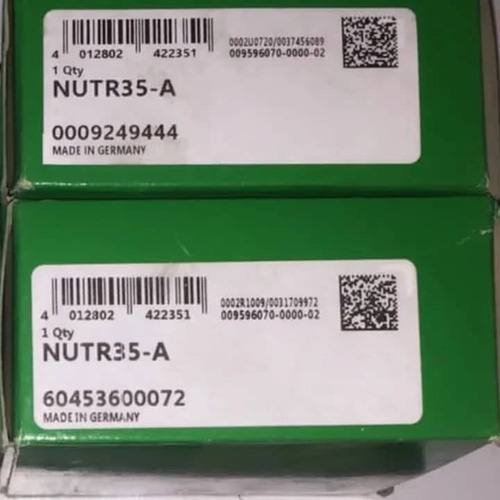 4 012802 422351
0002U0720/0037456089
009596070-0000-02
1 Qty
NUTR35-A
0009249444
MADE IN GERMANY
4 012802 422351
0002R1009/0031709972
009596070-0000-02
1 Qty
NUTR35-A
60453600072
MADE IN GERMANY